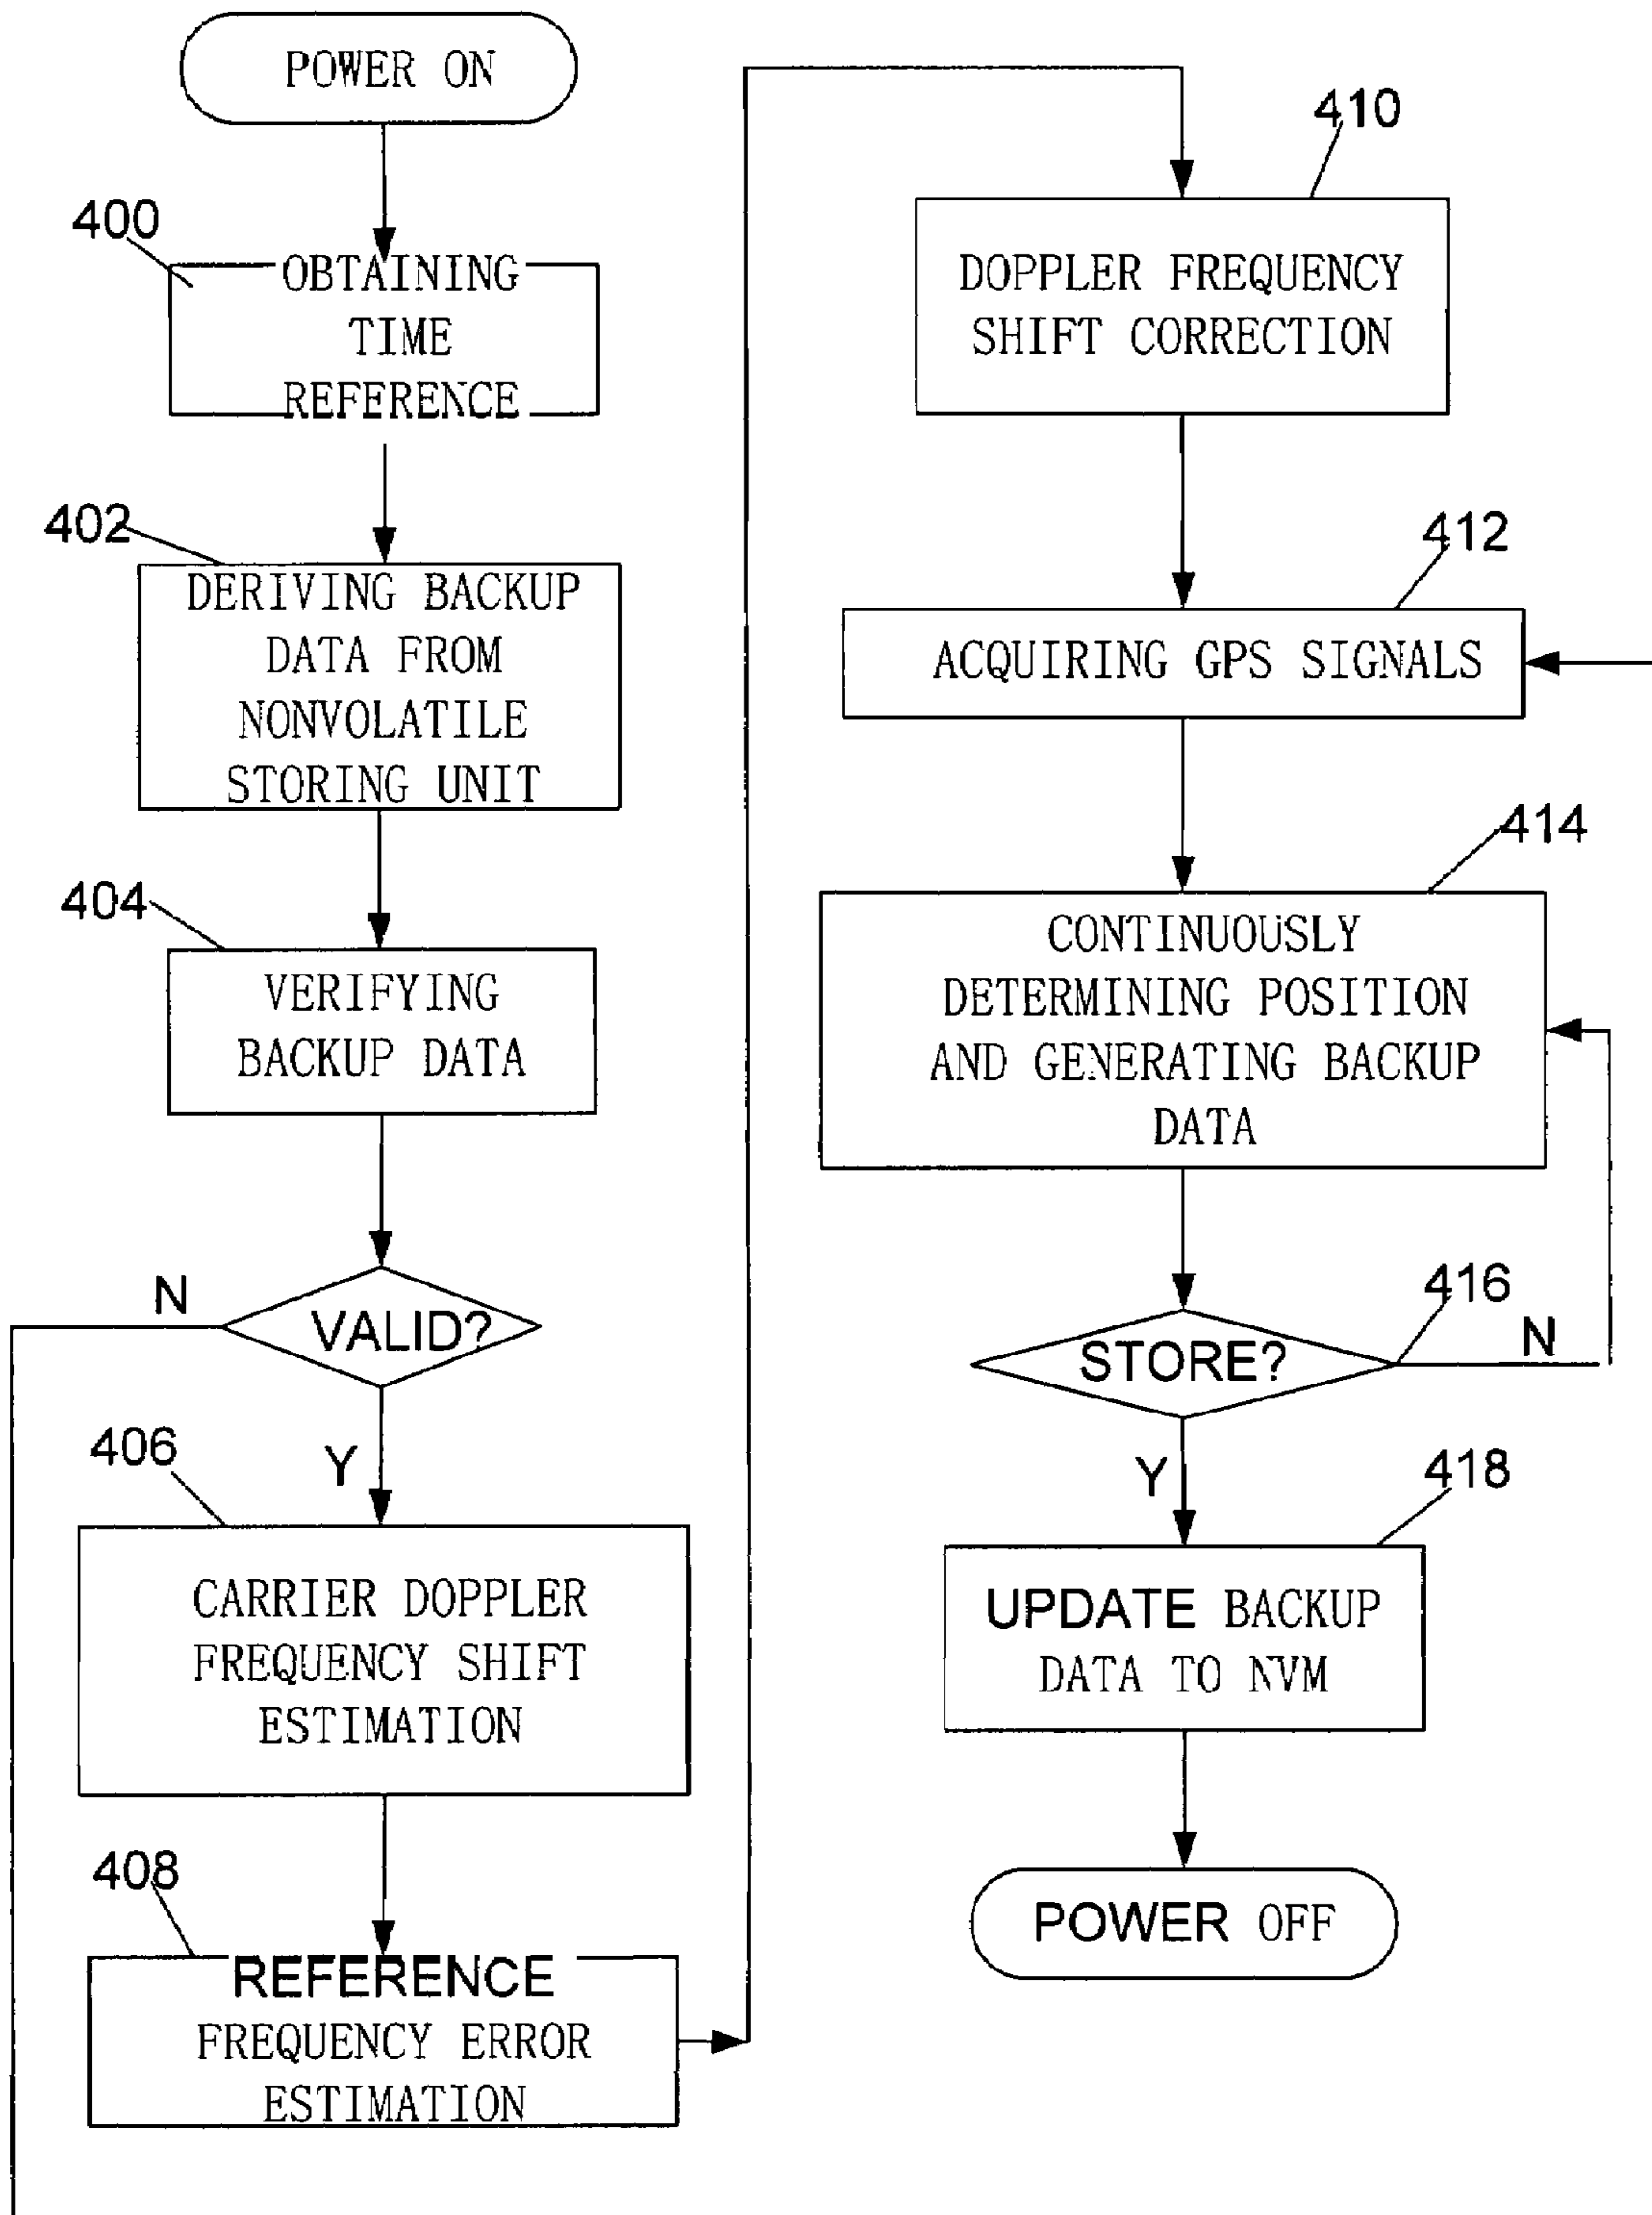 POWER ON
400
OBTAINING
TIME
REFERENCE
402
DERIVING BACKUP
DATA FROM
NONVOLATILE
STORING UNIT
404
VERIFYING
BACKUP DATA
N
VALID?
Y
406
CARRIER DOPPLER
FREQUENCY SHIFT
ESTIMATION
408
REFERENCE
FREQUENCY ERROR
ESTIMATION
410
DOPPLER FREQUENCY
SHIFT CORRECTION
412
ACQUIRING GPS SIGNALS
414
CONTINUOUSLY
DETERMINING POSITION
AND GENERATING BACKUP
DATA
416
STORE?
N
Y
418
UPDATE BACKUP
DATA TO NVM
POWER OFF